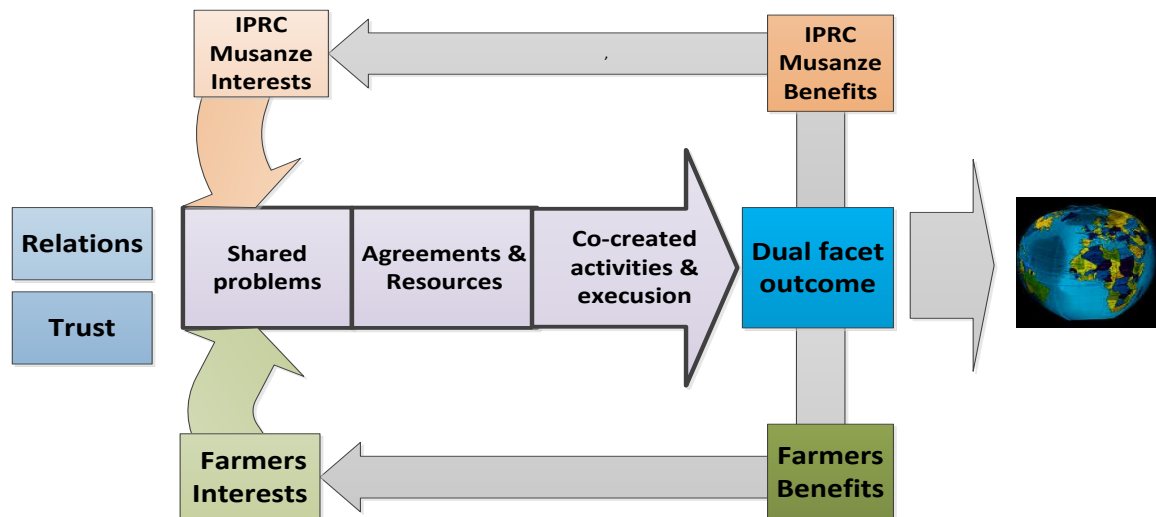 IPRC
Musanze
Interests
,
IPRC
Musanze
Benefits
Relations
Trust
Shared
problems
Agreements &
Resources
Co-created
activities &
execusion
Dual facet
outcome
Farmers
Interests
Farmers
Benefits